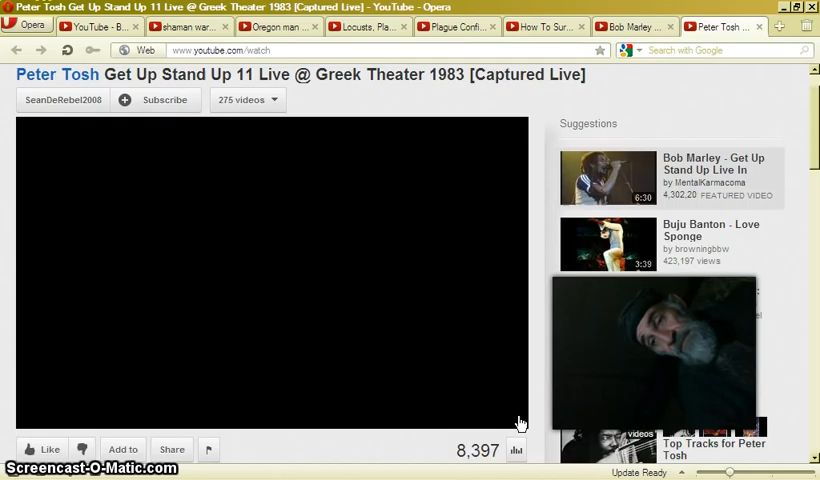 Peter Tosh Get Up Stand Up 11 Live @ Greek Theater 1983 [Captured Live] - YouTube - Opera
Opera
YouTube - B...
shaman war...
Oregon man ...
Locusts, Pla...
Plague Confi...
How To Sur...
Bob Marley ...
Peter Tosh ...
Web
www.youtube.com/watch
Search with Google
Peter Tosh Get Up Stand Up 11 Live @ Greek Theater 1983 [Captured Live]
SeanDeRebel2008
Subscribe
275 videos
Suggestions
Bob Marley - Get Up
Stand Up Live In
by MentalKarmacoma
4,302,20 FEATURED VIDEO
6:30
Buju Banton - Love
Sponge
by browningbbw
423,197 views
3:39
videos
Top Tracks for Peter
Tosh
Like
Add to
Share
8,397
Screencast-O-Matic.com
Update Ready